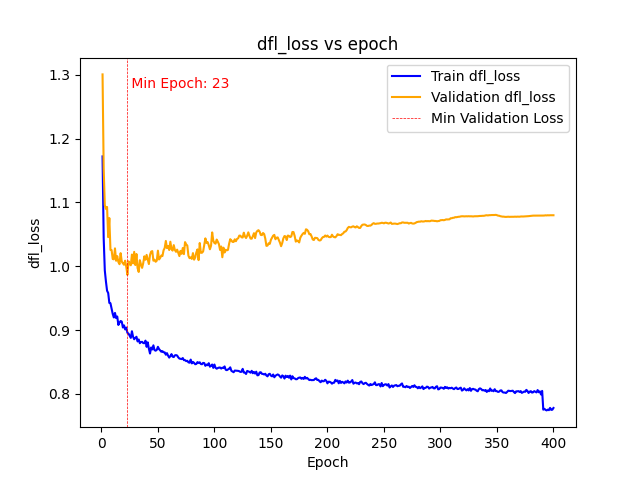 dfl_loss vs epoch
Train dfl_loss
Validation dfl_loss
Min Validation Loss
Min Epoch: 23
1.3
1.2
1.1
1.0
0.9
0.8
dfl_loss
0 50 100 150 200 250 300 350 400
Epoch